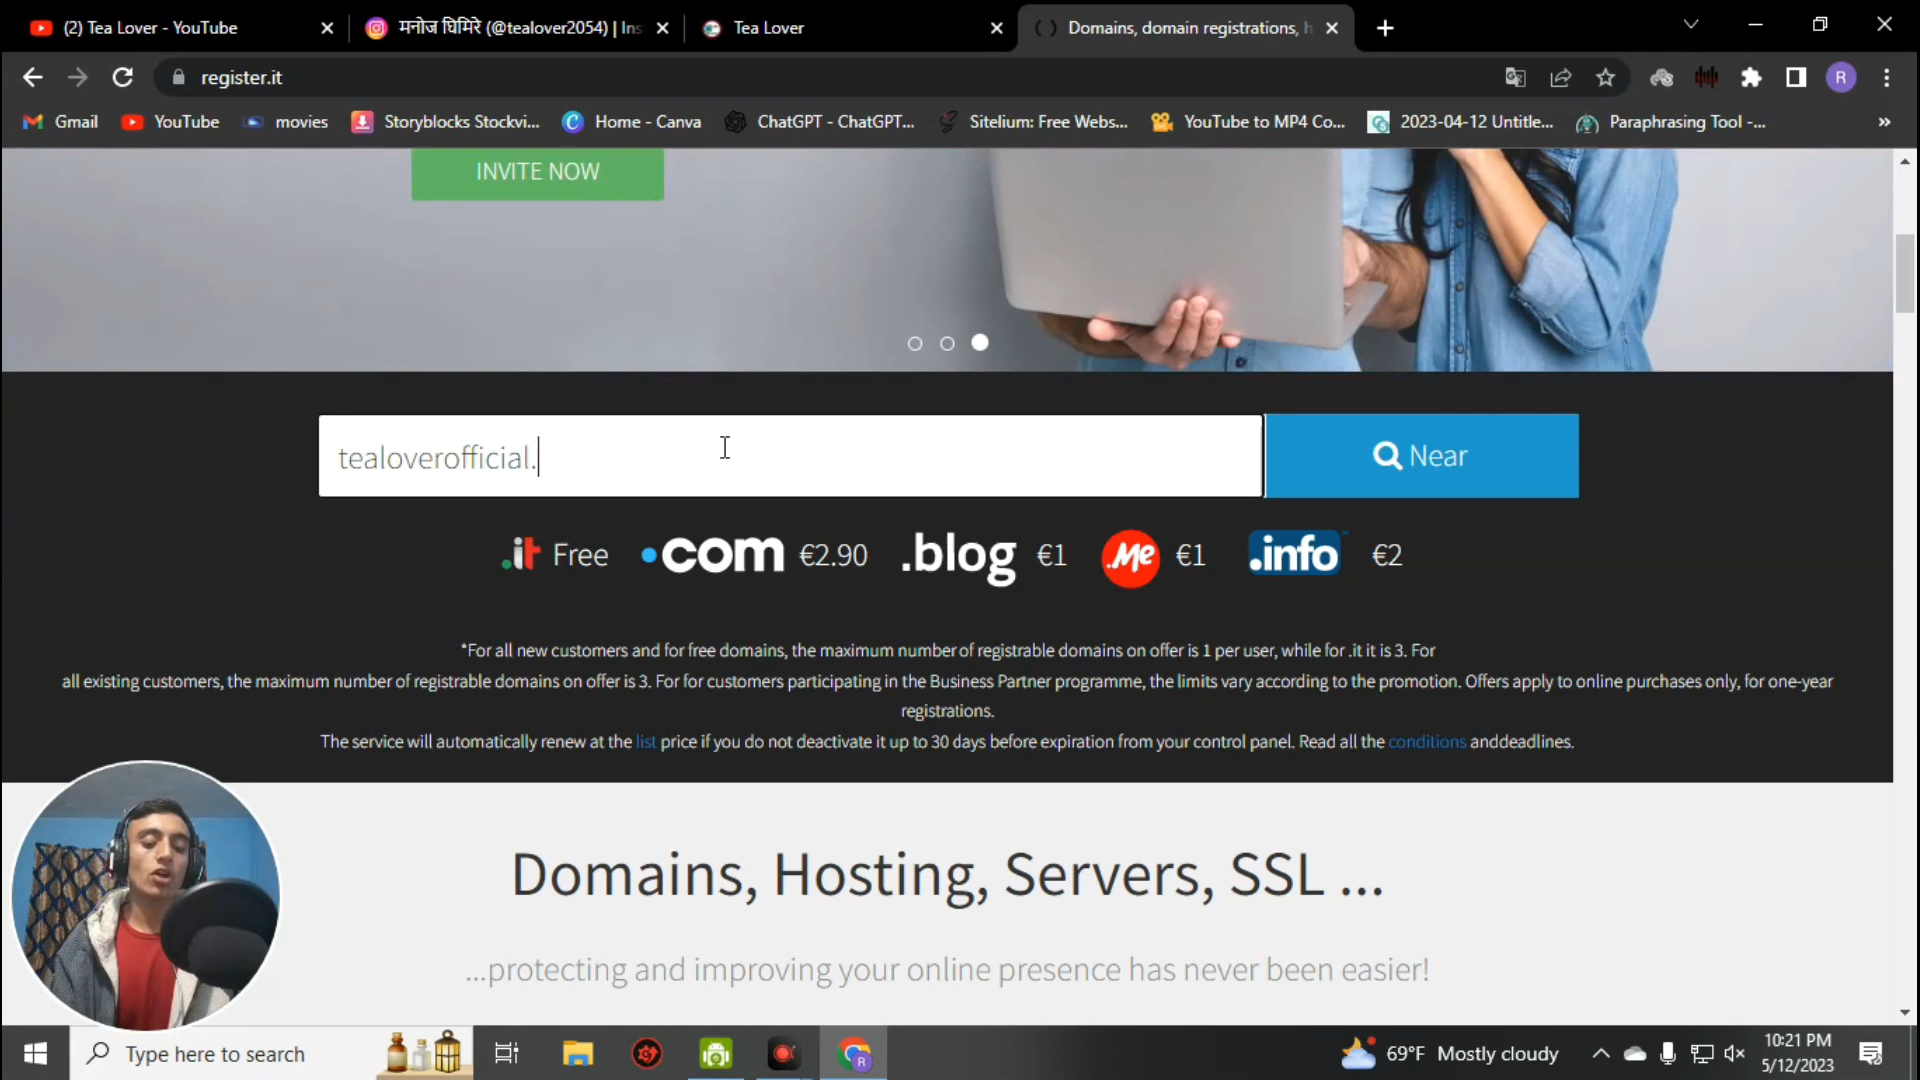 (2) Tea Lover - YouTube
मनोज घिमिरे (@tealover2054) | Ins
Tea Lover
Domains, domain registrations, h
register.it
R
Gmail
YouTube
movies
Storyblocks Stockvi...
Home - Canva
ChatGPT - ChatGPT...
Sitelium: Free Webs...
YouTube to MP4 Co...
2023-04-12 Untitle...
Paraphrasing Tool -...
»
INVITE NOW
tealoverofficial.
Near
.it Free
.com €2.90
.blog €1
.Me €1
.info €2
*For all new customers and for free domains, the maximum number of registrable domains on offer is 1 per user, while for .it it is 3. For
all existing customers, the maximum number of registrable domains on offer is 3. For for customers participating in the Business Partner programme, the limits vary according to the promotion. Offers apply to online purchases only, for one-year
registrations.
The service will automatically renew at the list price if you do not deactivate it up to 30 days before expiration from your control panel. Read all the conditions anddeadlines.
Domains, Hosting, Servers, SSL ...
...protecting and improving your online presence has never been easier!
Type here to search
R
69°F Mostly cloudy
10:21 PM
5/12/2023